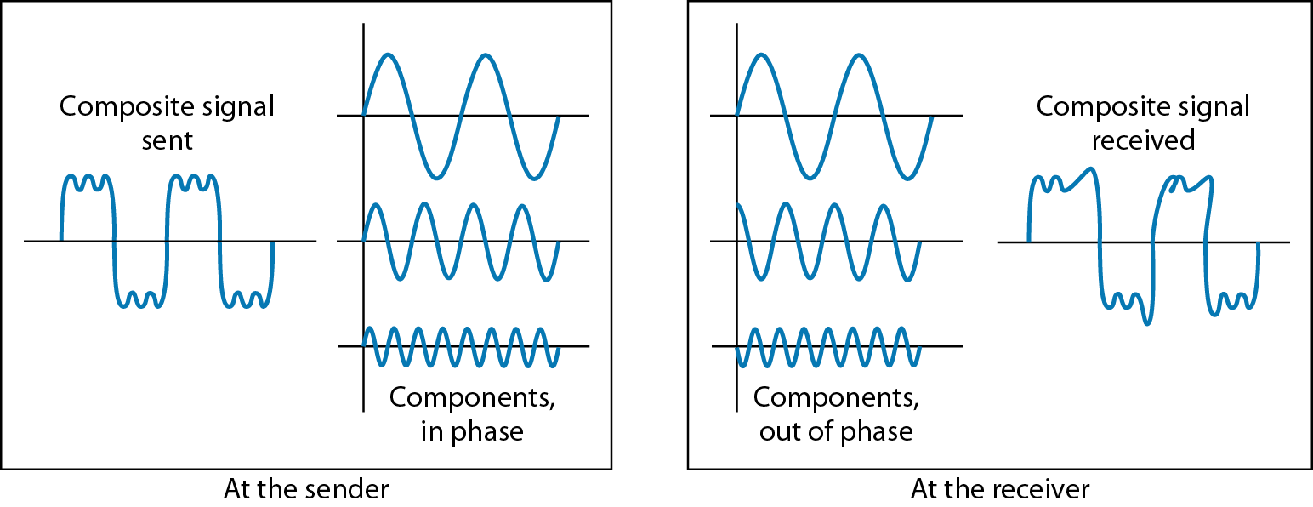 Composite signal
sent
Components,
in phase
At the sender
Composite signal
received
Components,
out of phase
At the receiver